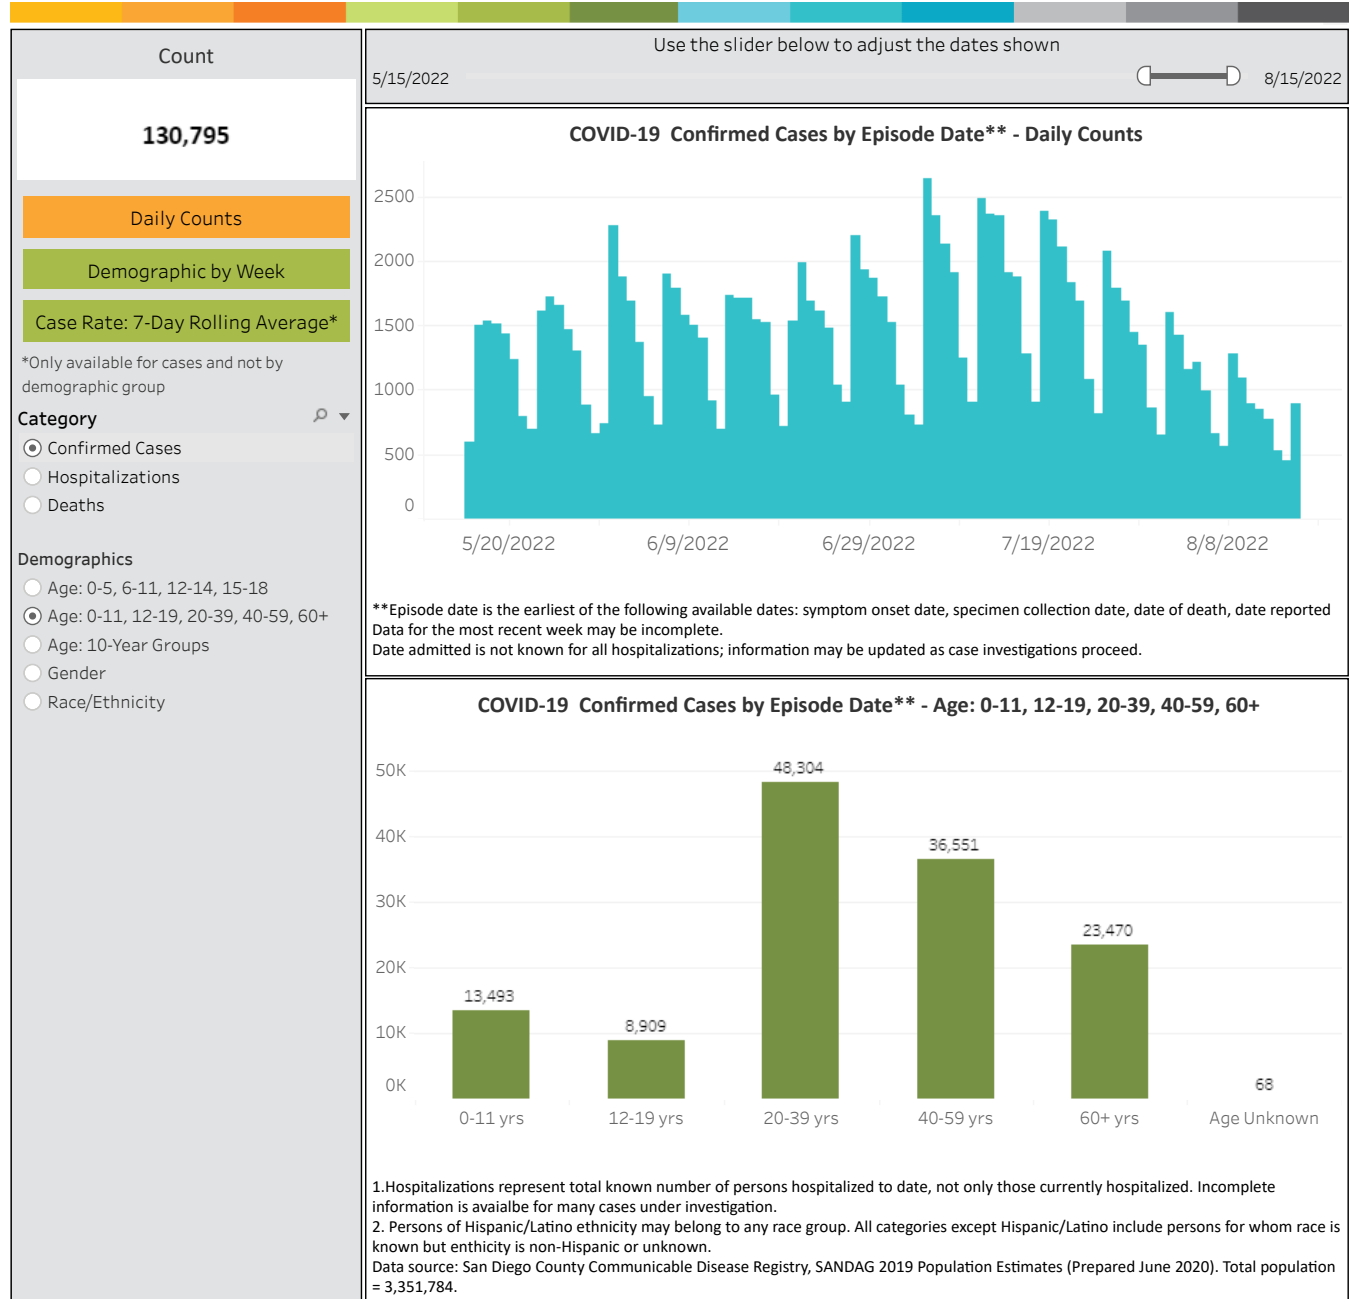 Count
130,795
Daily Counts
Demographic by Week
Case Rate: 7-Day Rolling Average*
*Only available for cases and not by
demographic group
Category
Confirmed Cases
Hospitalizations
Deaths
Demographics
Age: 0-5, 6-11, 12-14, 15-18
Age: 0-11, 12-19, 20-39, 40-59, 60+
Age: 10-Year Groups
Gender
Race/Ethnicity
Use the slider below to adjust the dates shown
5/15/2022 8/15/2022
COVID-19 Confirmed Cases by Episode Date** - Daily Counts
2500
2000
1500
1000
500
0
5/20/2022 6/9/2022 6/29/2022 7/19/2022 8/8/2022
**Episode date is the earliest of the following available dates: symptom onset date, specimen collection date, date of death, date reported
Data for the most recent week may be incomplete.
Date admitted is not known for all hospitalizations; information may be updated as case investigations proceed.
COVID-19 Confirmed Cases by Episode Date** - Age: 0-11, 12-19, 20-39, 40-59, 60+
50K
40K
30K
20K
10K
0K
13,493
8,909
48,304
36,551
23,470
68
0-11 yrs 12-19 yrs 20-39 yrs 40-59 yrs 60+ yrs Age Unknown
1.Hospitalizations represent total known number of persons hospitalized to date, not only those currently hospitalized. Incomplete
information is avaialbe for many cases under investigation.
2. Persons of Hispanic/Latino ethnicity may belong to any race group. All categories except Hispanic/Latino include persons for whom race is
known but enthicity is non-Hispanic or unknown.
Data source: San Diego County Communicable Disease Registry, SANDAG 2019 Population Estimates (Prepared June 2020). Total population
= 3,351,784.